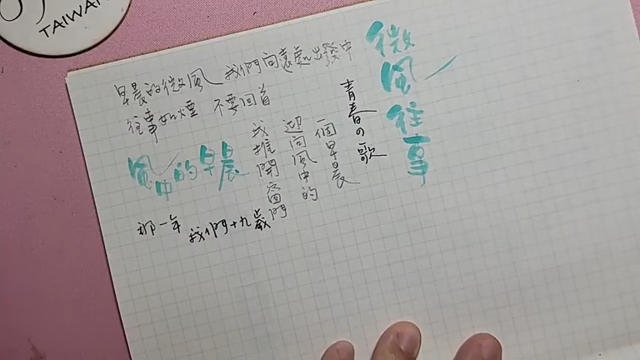 TAIWAN
微風往事
青春の歌
一個早晨
迎向風中的
我推開窗門
早晨的微風 我們向遠處出發中
往事如煙 不要回首
風中的早晨
那一年 我們十九歲